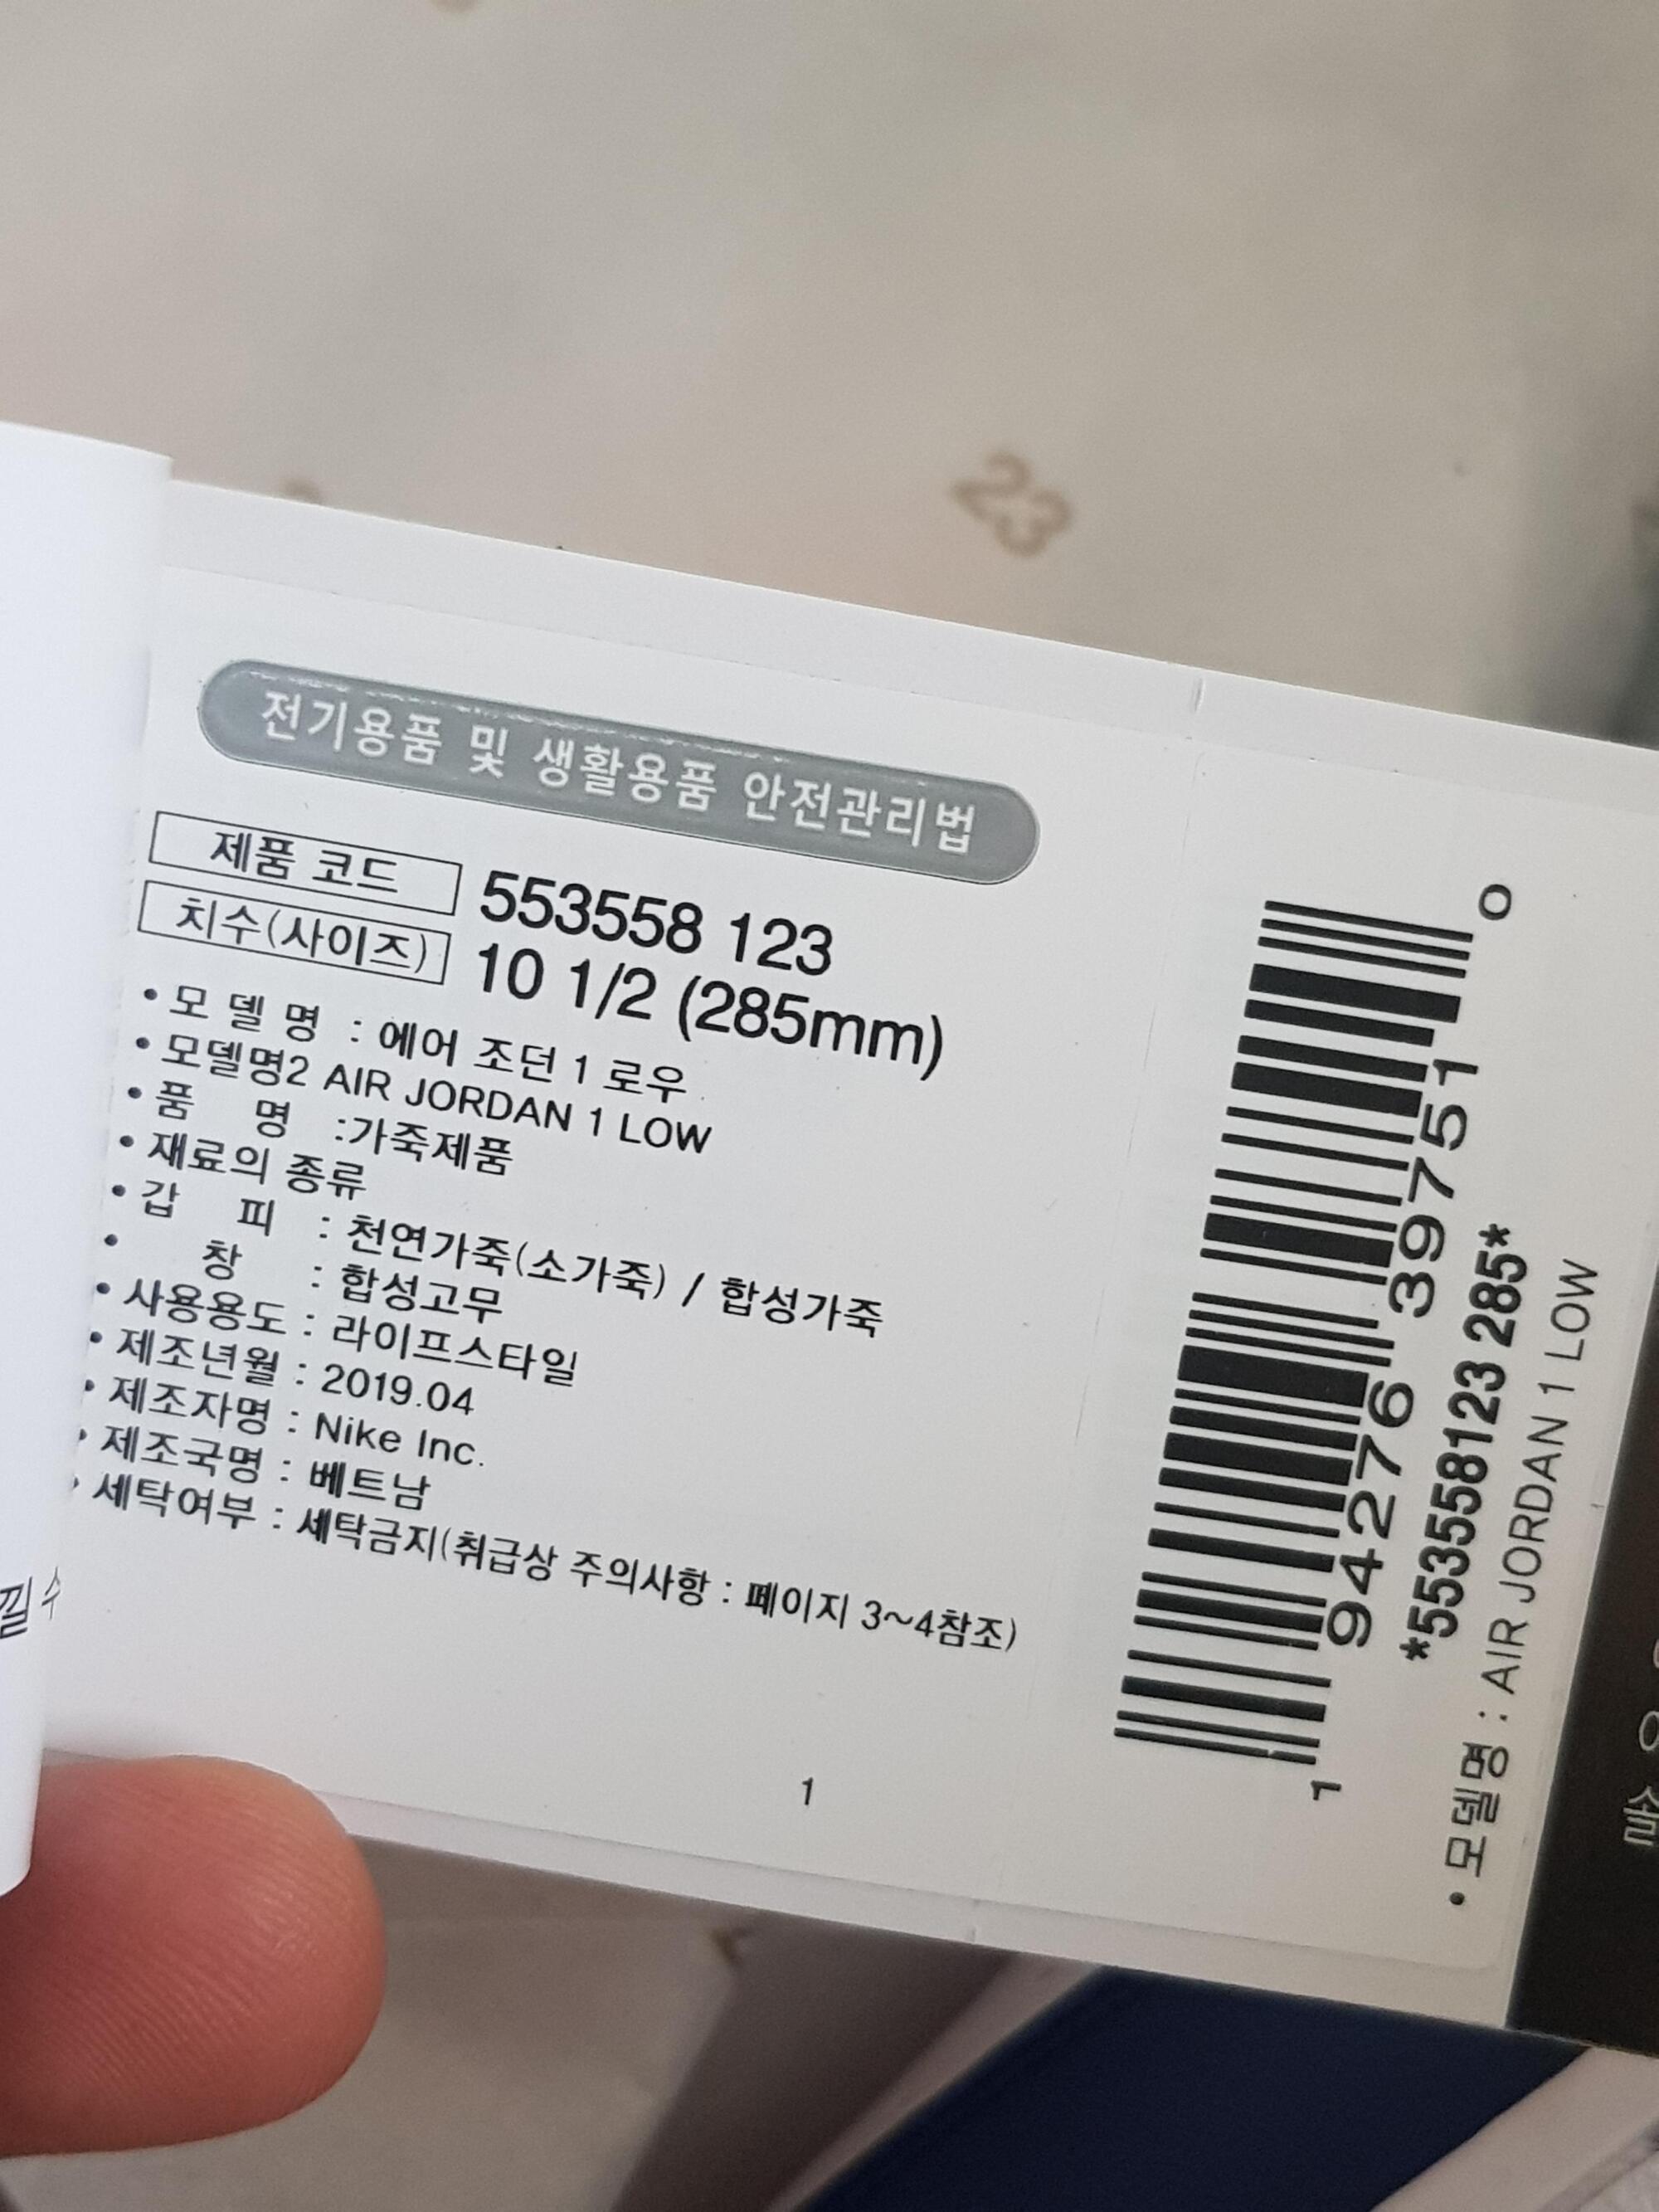 23
전기용품 및 생활용품 안전관리법
제품 코드 553558 123
치수(사이즈) 10 1/2 (285mm)
• 모 델 명 : 에어 조던 1 로우
• 모델명2 AIR JORDAN 1 LOW
• 품 명 :가죽제품
• 재료의 종류
• 갑 피 : 천연가죽(소가죽) / 합성가죽
• 창 : 합성고무
• 사용용도 : 라이프스타일
• 제조년월 : 2019.04
• 제조자명 : Nike Inc.
• 제조국명 : 베트남
• 세탁여부 : 세탁금지(취급상 주의사항 : 페이지 3~4참조)
1
1 94276 39751 0
*553558123 285*
• 모델명 : AIR JORDAN 1 LOW